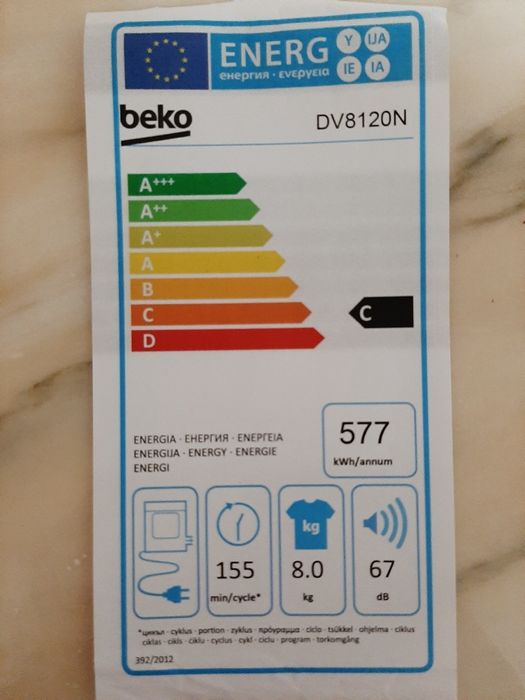 ENERG Y IJA
енергия · ενεργεια IE IA
beko
DV8120N
A+++
A++
A+
A
B
C C
D
ENERGIA · ЕНЕРГИЯ · ΕΝΕΡΓΕΙΑ
ENERGIJA · ENERGY · ENERGIE
ENERGI
577
kWh/annum
kg
155 8.0 67
min/cycle* kg dB
*цикъл · cyklus · portion · zyklus · πρόγραμμα · ciclo · tsükkel · ohjelma · ciklus
ciklas · cikls · ċiklu · cyclus · cykl · ciclu · program · torkomgång
392/2012